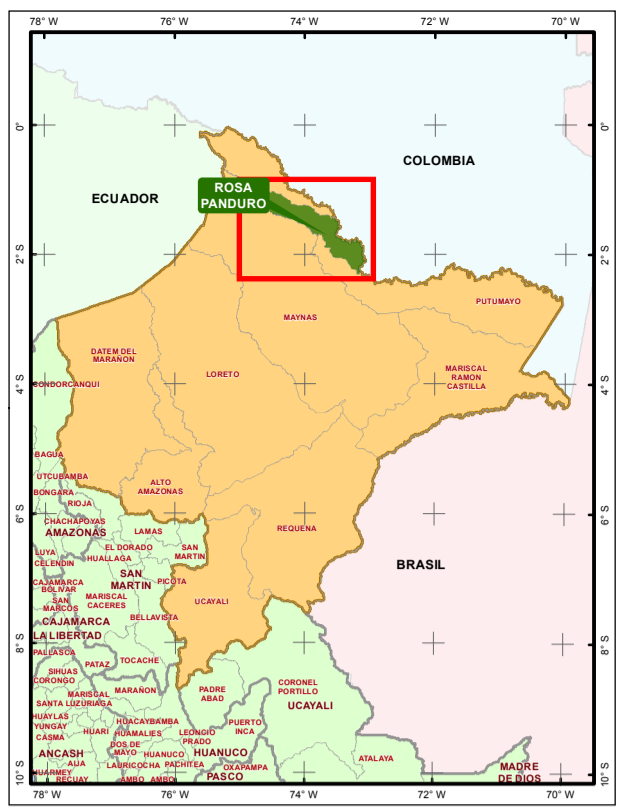 78° W
76° W
74° W
72° W
70° W
0°
0°
COLOMBIA
ROSA
PANDURO
ECUADOR
2° S
2° S
PUTUMAYO
MAYNAS
DATEM DEL
MARAÑON
LORETO
MARISCAL
RAMON
CASTILLA
4° S
4° S
CONDORCANQUI
BAGUA
UTCUBAMBA
BONGARA
RIOJA
ALTO
AMAZONAS
6° S
6° S
CHACHAPOYAS
AMAZONAS
LAMAS
REQUENA
LUYA
EL DORADO
SAN
MARTIN
CELENDIN
HUALLAGA
BRASIL
CAJAMARCA
BOLIVAR
SAN
MARTIN
PICOTA
SAN
MARCOS
MARISCAL
CACERES
UCAYALI
CAJAMARCA
BELLAVISTA
LA LIBERTAD
8° S
8° S
PALLASCA
PATAZ
TOCACHE
SIHUAS
CORONGO
MARISCAL
LUZURIAGA
MARAÑON
PADRE
ABAD
CORONEL
PORTILLO
SANTA
UCAYALI
HUAYLAS
YUNGAY
HUACAYBAMBA
PUERTO
INCA
CASMA
HUARI
HUAMALIES
LEONCIO
PRADO
DOS DE
MAYO
ANCASH
HUANUCO
HUANUCO
ATALAYA
AIJA
LAURICOCHA
PACHITEA
OXAPAMPA
MADRE
DE DIOS
HUARMEY
RECUAY
AMBO
AMBO
PASCO
10° S
10° S
78° W
76° W
74° W
72° W
70° W